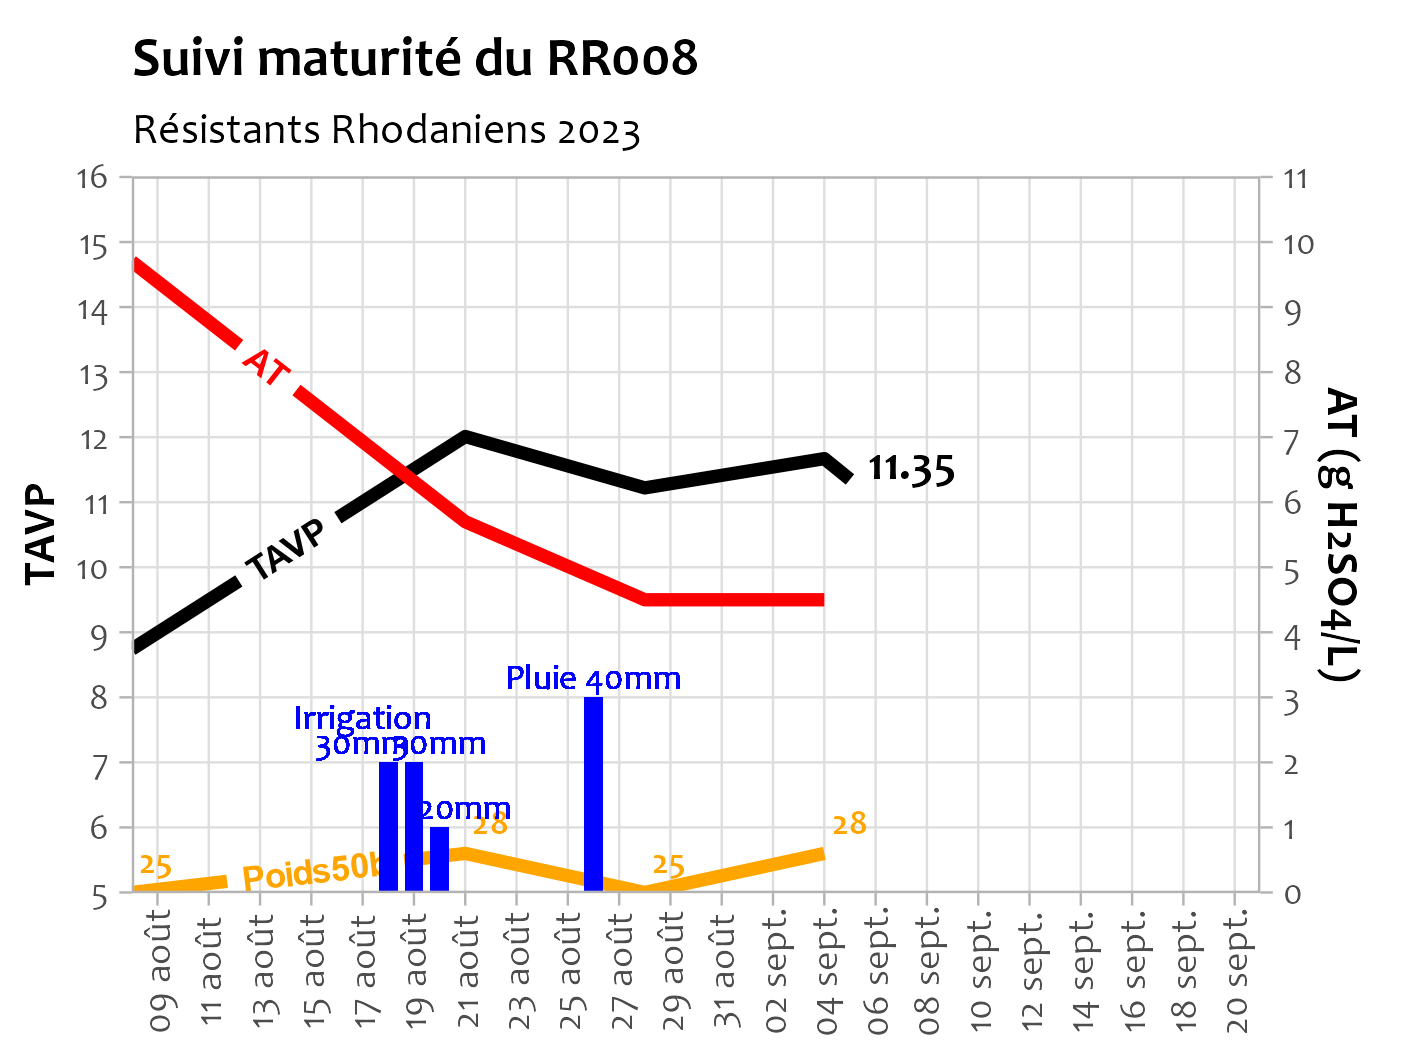 Suivi maturité du RR008
Résistants Rhodaniens 2023
16
15
14
13
12
11
10
9
8
7
6
5
TAVP
11
10
9
8
7
6
5
4
3
2
1
0
AT (g H2SO4/L)
AT
TAVP
11.35
Pluie 40mm
Irrigation
30mm
30mm
20mm
25
Poids50b
28
25
28
09 août
11 août
13 août
15 août
17 août
19 août
21 août
23 août
25 août
27 août
29 août
31 août
02 sept.
04 sept.
06 sept.
08 sept.
10 sept.
12 sept.
14 sept.
16 sept.
18 sept.
20 sept.